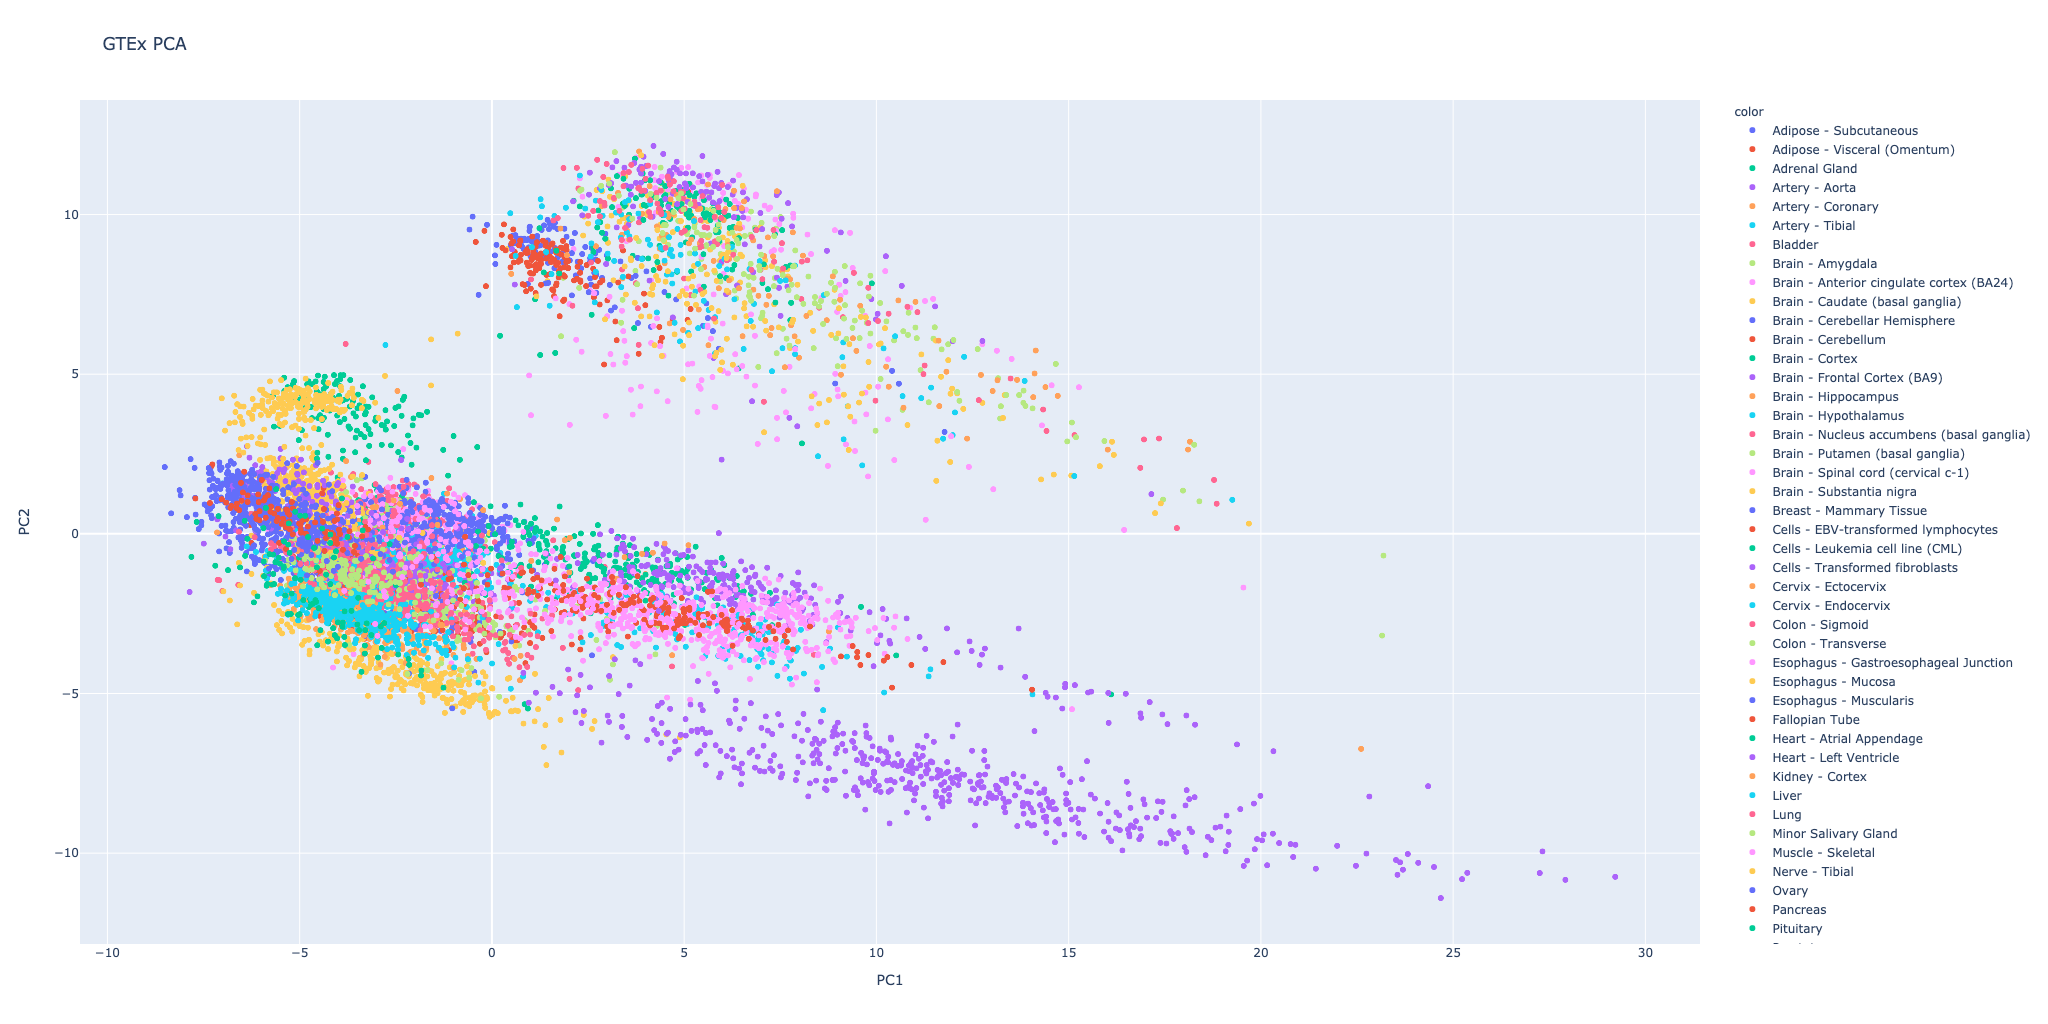 GTEx PCA
color
Adipose - Subcutaneous
Adipose - Visceral (Omentum)
Adrenal Gland
Artery - Aorta
Artery - Coronary
Artery - Tibial
Bladder
Brain - Amygdala
Brain - Anterior cingulate cortex (BA24)
Brain - Caudate (basal ganglia)
Brain - Cerebellar Hemisphere
Brain - Cerebellum
Brain - Cortex
Brain - Frontal Cortex (BA9)
Brain - Hippocampus
Brain - Hypothalamus
Brain - Nucleus accumbens (basal ganglia)
Brain - Putamen (basal ganglia)
Brain - Spinal cord (cervical c-1)
Brain - Substantia nigra
Breast - Mammary Tissue
Cells - EBV-transformed lymphocytes
Cells - Leukemia cell line (CML)
Cells - Transformed fibroblasts
Cervix - Ectocervix
Cervix - Endocervix
Colon - Sigmoid
Colon - Transverse
Esophagus - Gastroesophageal Junction
Esophagus - Mucosa
Esophagus - Muscularis
Fallopian Tube
Heart - Atrial Appendage
Heart - Left Ventricle
Kidney - Cortex
Liver
Lung
Minor Salivary Gland
Muscle - Skeletal
Nerve - Tibial
Ovary
Pancreas
Pituitary
10
5
0
−5
−10
PC2
−10 −5 0 5 10 15 20 25 30
PC1